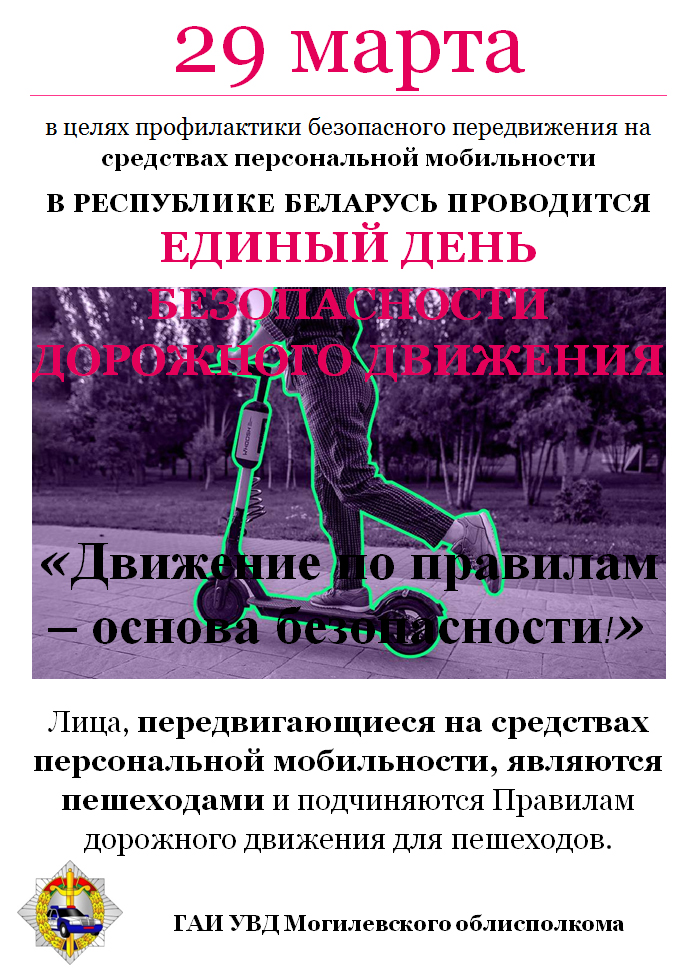 29 марта
в целях профилактики безопасного передвижения на
средствах персональной мобильности
В РЕСПУБЛИКЕ БЕЛАРУСЬ ПРОВОДИТСЯ
ЕДИНЫЙ ДЕНЬ
БЕЗОПАСНОСТИ
ДОРОЖНОГО ДВИЖЕНИЯ
«Движение по правилам
– основа безопасности!»
Лица, передвигающиеся на средствах
персональной мобильности, являются
пешеходами и подчиняются Правилам
дорожного движения для пешеходов.
ГАИ УВД Могилевского облисполкома